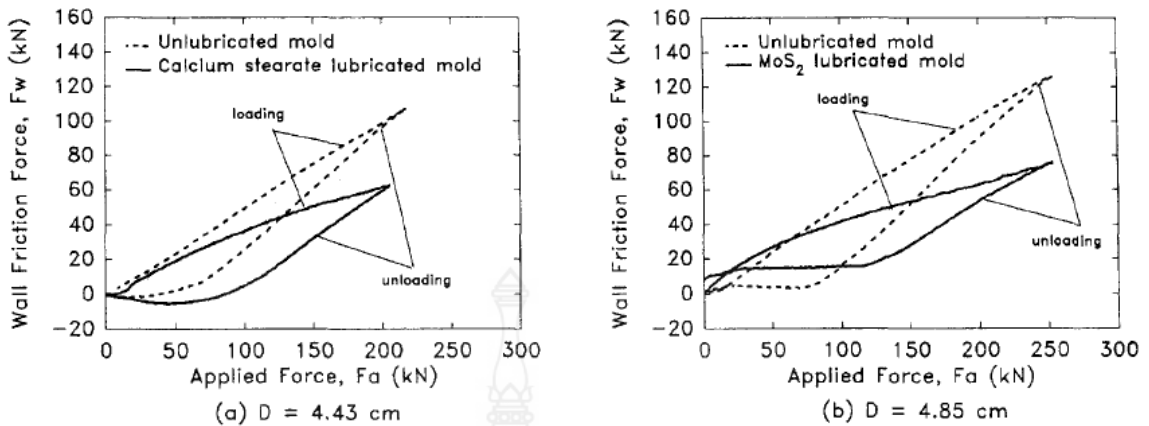 Wall Friction Force, Fw (kN)
160
140
120
100
80
60
40
20
0
-20
Unlubricated mold
Calcium stearate lubricated mold
loading
unloading
0 50 100 150 200 250 300
Applied Force, Fa (kN)
(a) D = 4.43 cm
Wall Friction Force, Fw (kN)
160
140
120
100
80
60
40
20
0
-20
Unlubricated mold
MoS₂ lubricated mold
loading
unloading
0 50 100 150 200 250 300
Applied Force, Fa (kN)
(b) D = 4.85 cm